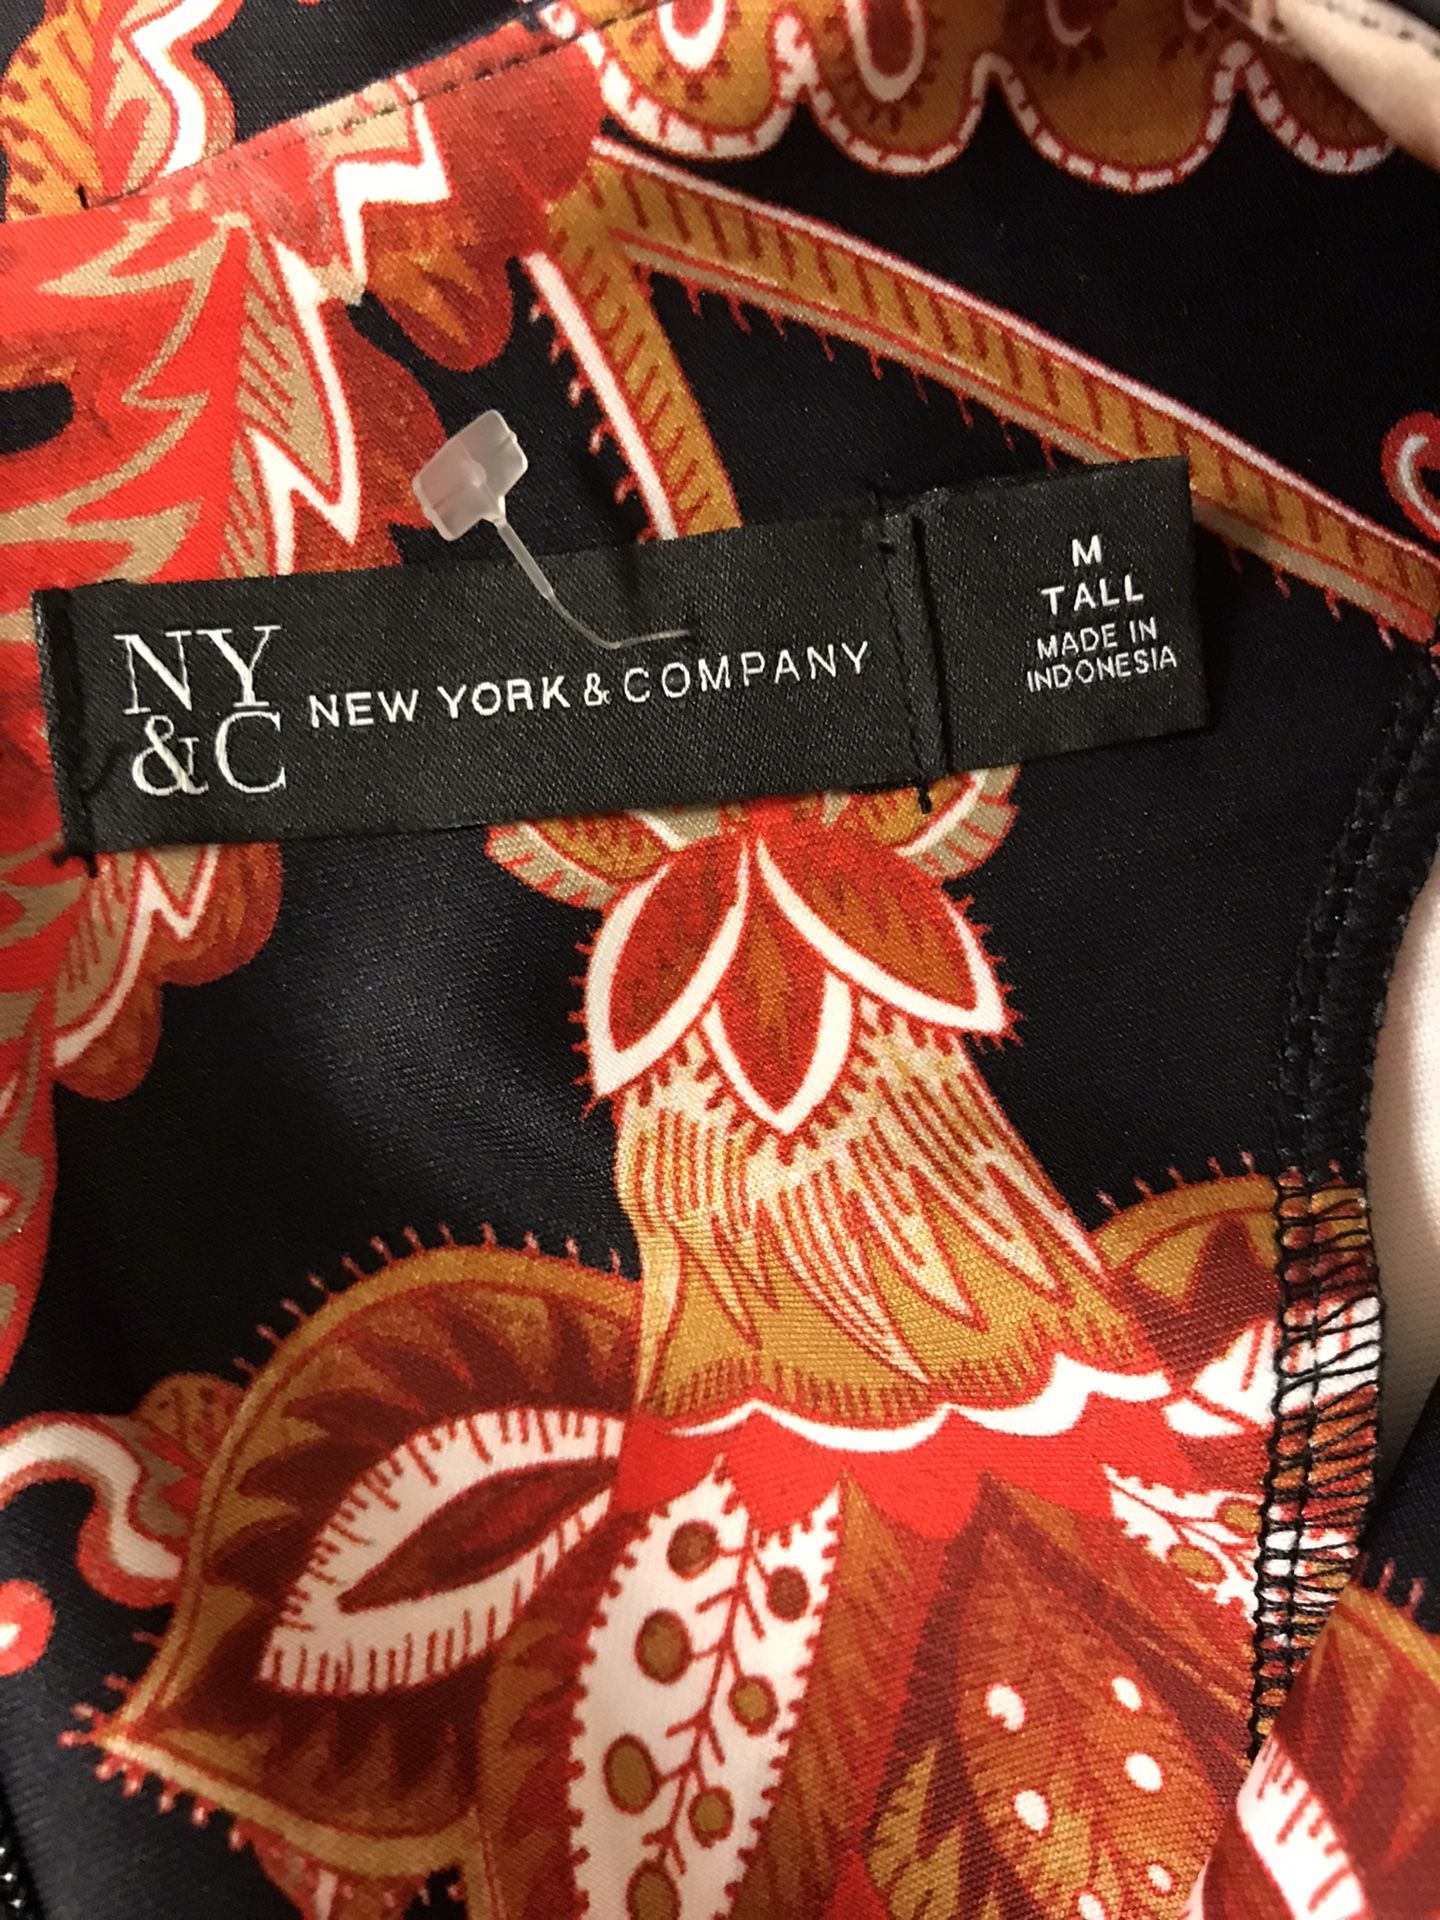 NY
&C
NEW YORK & COMPANY
M
TALL
MADE IN
INDONESIA